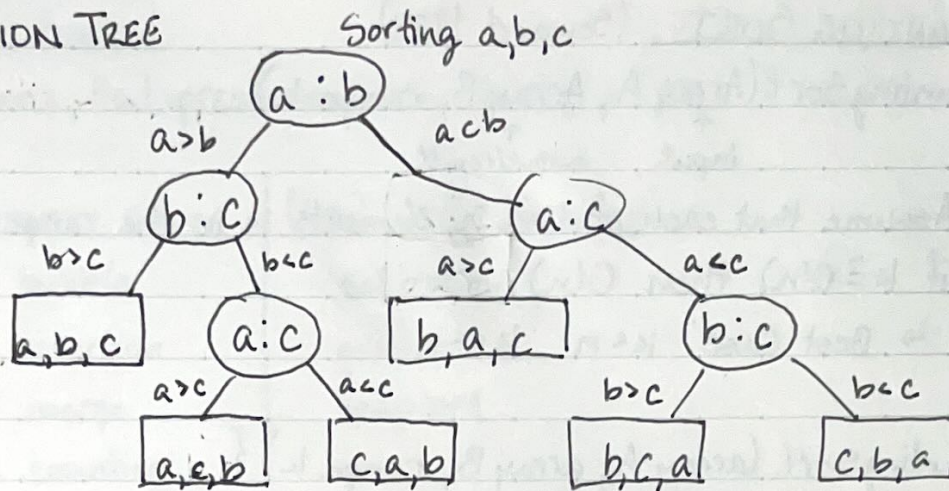 ION TREE Sorting a,b,c
a : b
a>b a<b
b : c a : c
b>c b<c a>c a<c
a, b, c a : c b, a, c b : c
a>c a<c b>c b<c
a, c, b c, a, b b, c, a c, b, a